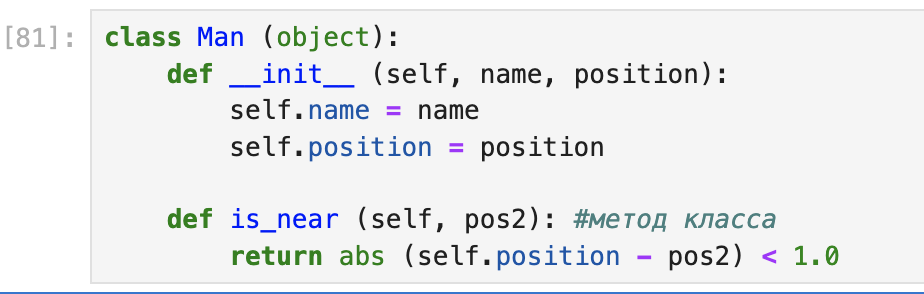 [81]:
class Man (object):
    def __init__ (self, name, position):
        self.name = name
        self.position = position
    def is_near (self, pos2): #метод класса
        return abs (self.position - pos2) < 1.0